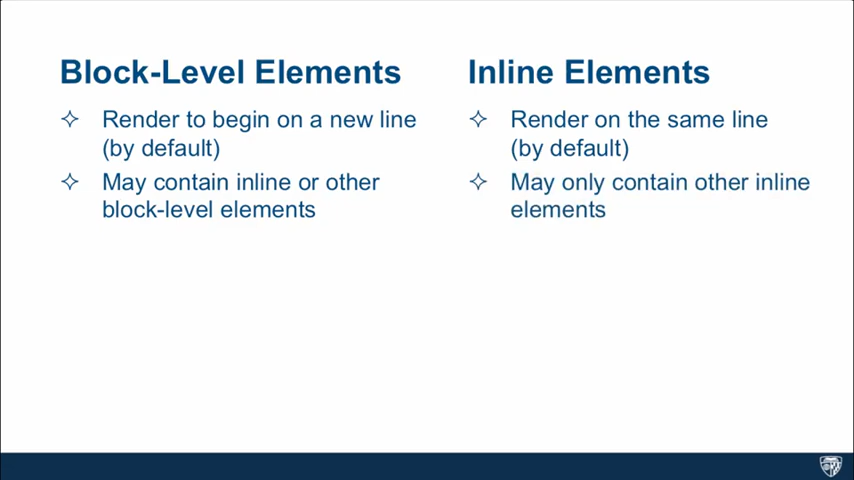 Block-Level Elements
Render to begin on a new line
(by default)
May contain inline or other
block-level elements
Inline Elements
Render on the same line
(by default)
May only contain other inline
elements